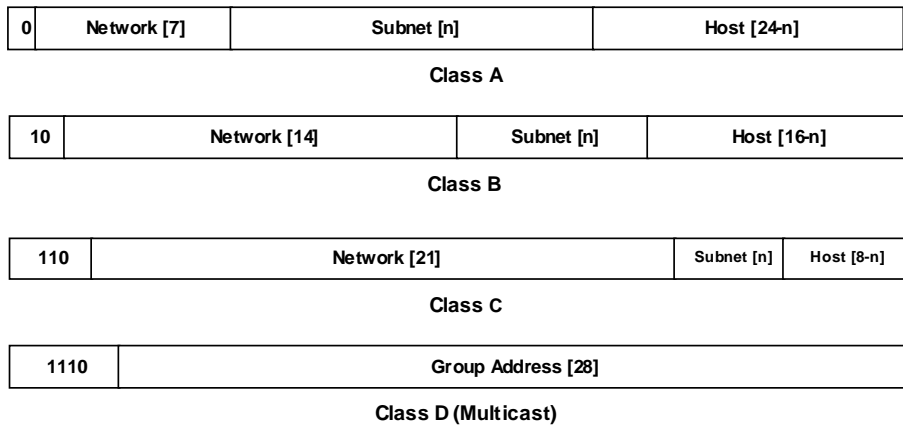 0 Network [7] Subnet [n] Host [24-n]
Class A
10 Network [14] Subnet [n] Host [16-n]
Class B
110 Network [21] Subnet [n] Host [8-n]
Class C
1110 Group Address [28]
Class D (Multicast)